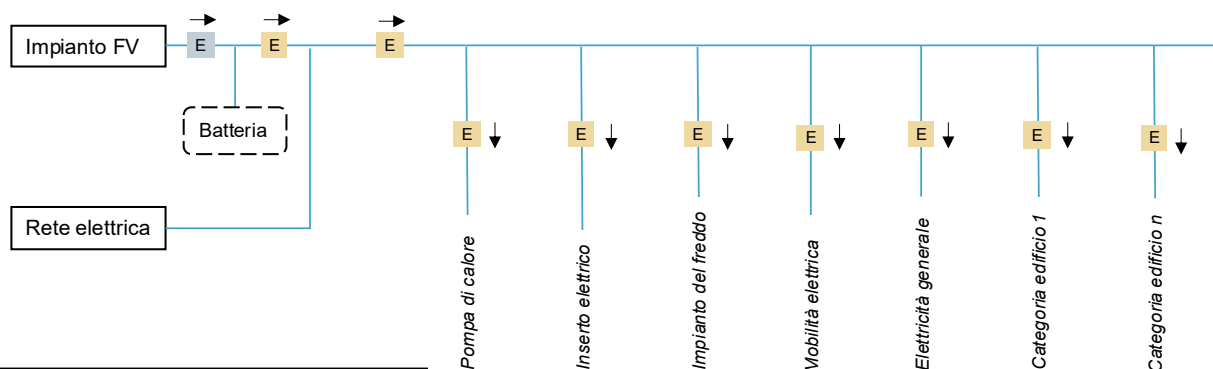 Impianto FV
E
E
E
Batteria
E
E
E
E
E
E
E
Rete elettrica
Pompa di calore
Inserto elettrico
Impianto del freddo
Mobilità elettrica
Elettricità generale
Categoria edificio 1
Categoria edificio n